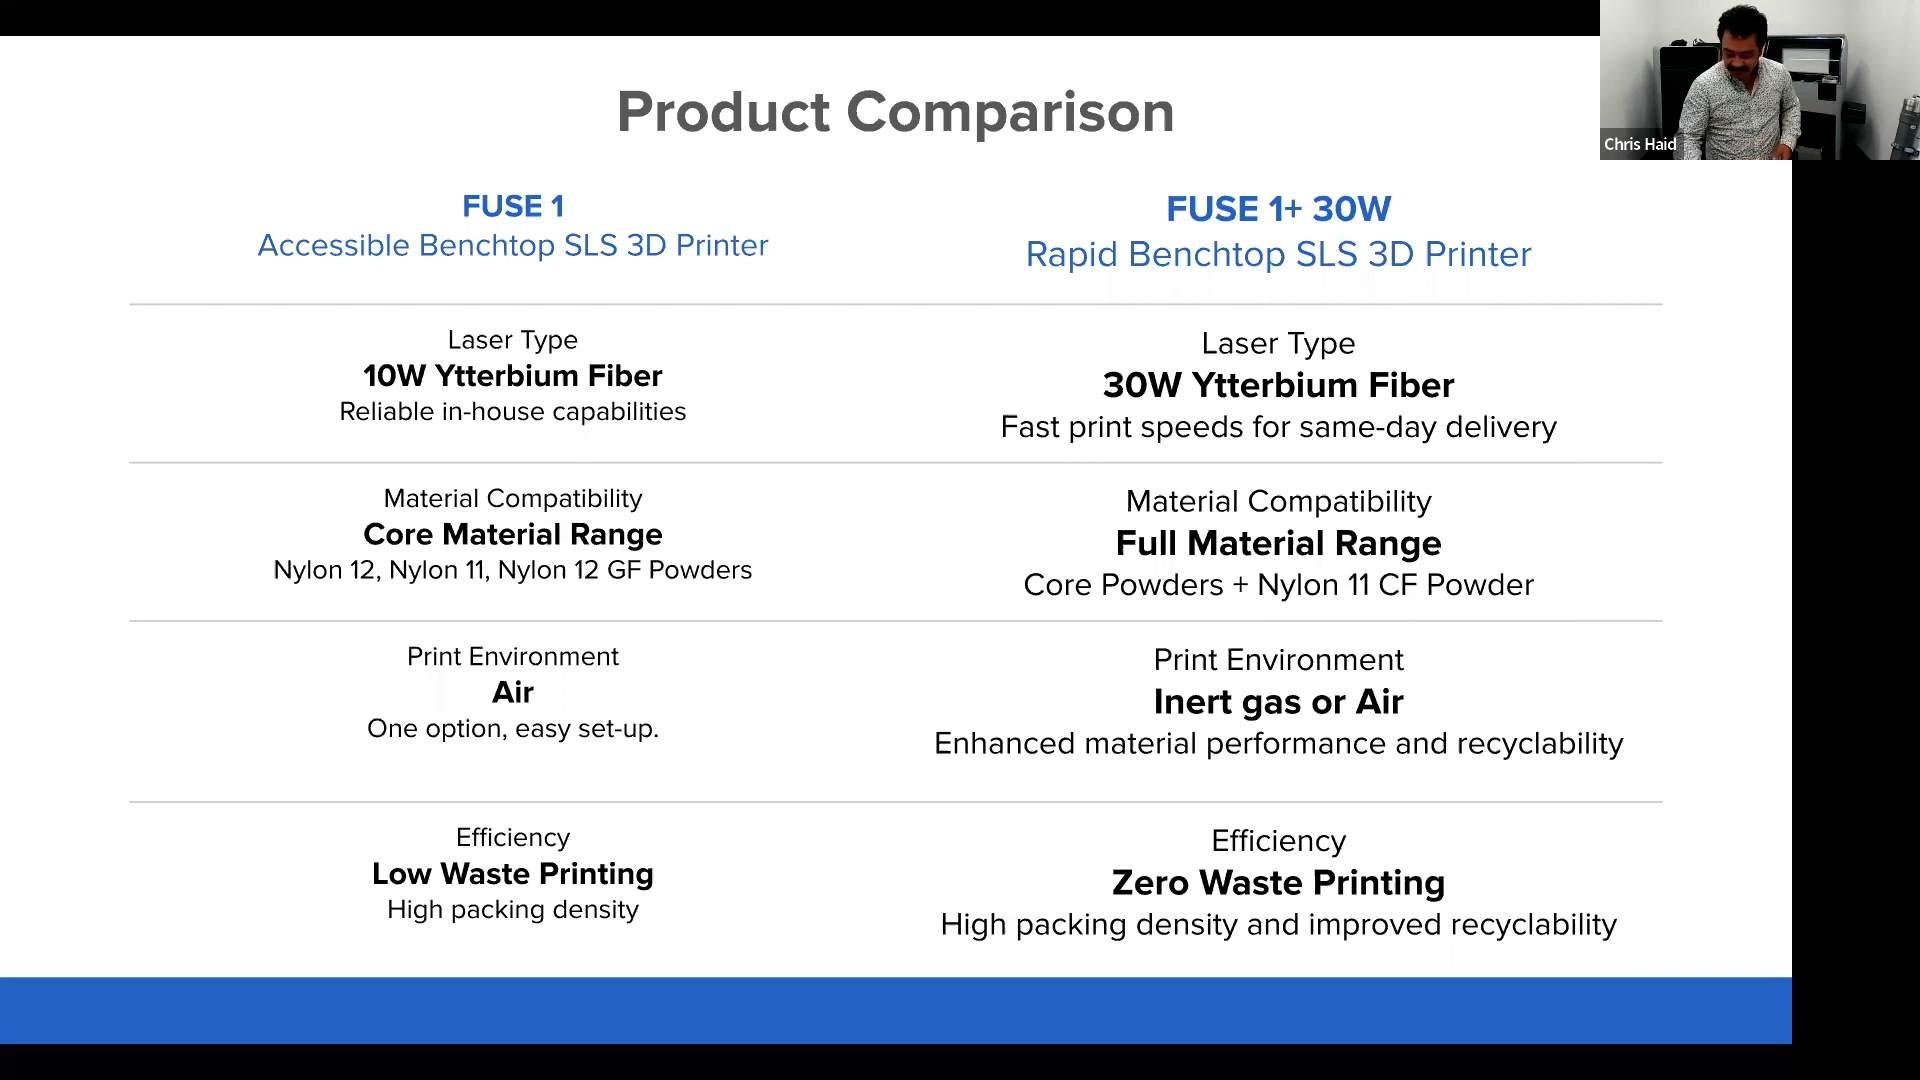 Product Comparison
Chris Haid
FUSE 1
Accessible Benchtop SLS 3D Printer
FUSE 1+ 30W
Rapid Benchtop SLS 3D Printer
Laser Type
10W Ytterbium Fiber
Reliable in-house capabilities
Laser Type
30W Ytterbium Fiber
Fast print speeds for same-day delivery
Material Compatibility
Core Material Range
Nylon 12, Nylon 11, Nylon 12 GF Powders
Material Compatibility
Full Material Range
Core Powders + Nylon 11 CF Powder
Print Environment
Air
One option, easy set-up.
Print Environment
Inert gas or Air
Enhanced material performance and recyclability
Efficiency
Low Waste Printing
High packing density
Efficiency
Zero Waste Printing
High packing density and improved recyclability